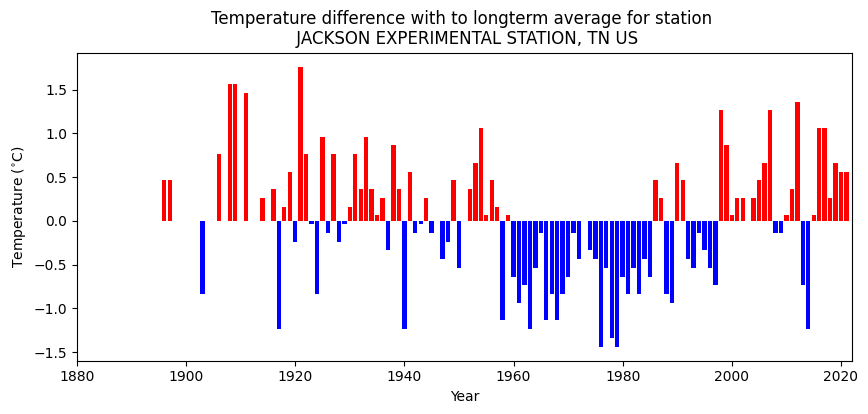 Temperature difference with to longterm average for station
JACKSON EXPERIMENTAL STATION, TN US
Temperature (°C)
1.5
1.0
0.5
0.0
−0.5
−1.0
−1.5
1880 1900 1920 1940 1960 1980 2000 2020
Year